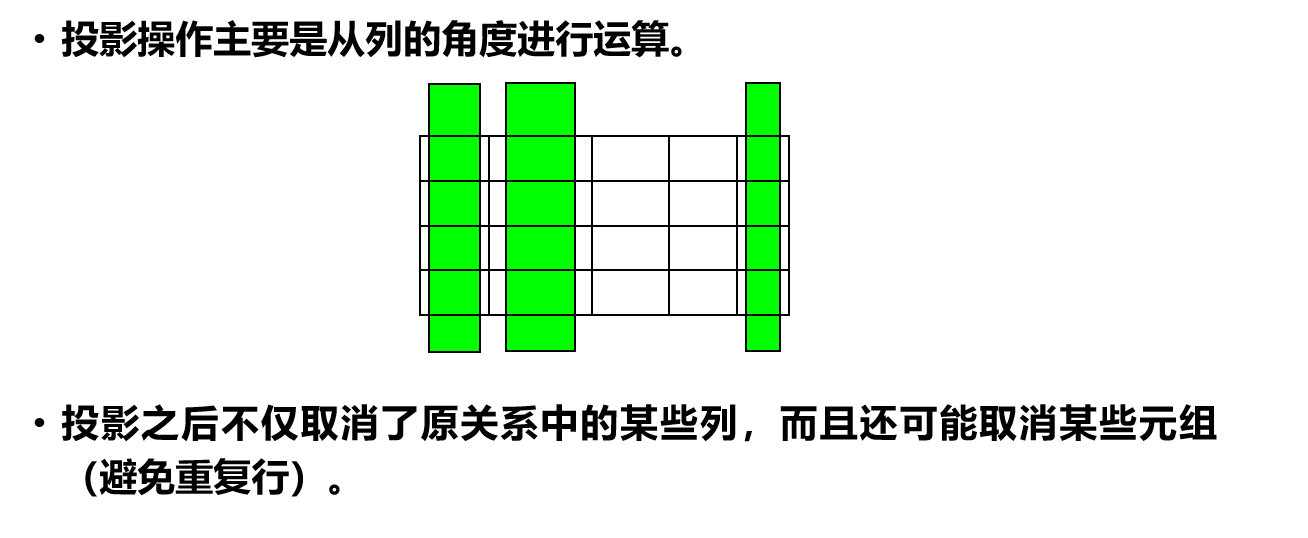 • 投影操作主要是从列的角度进行运算。
• 投影之后不仅取消了原关系中的某些列，而且还可能取消某些元组
（避免重复行）。